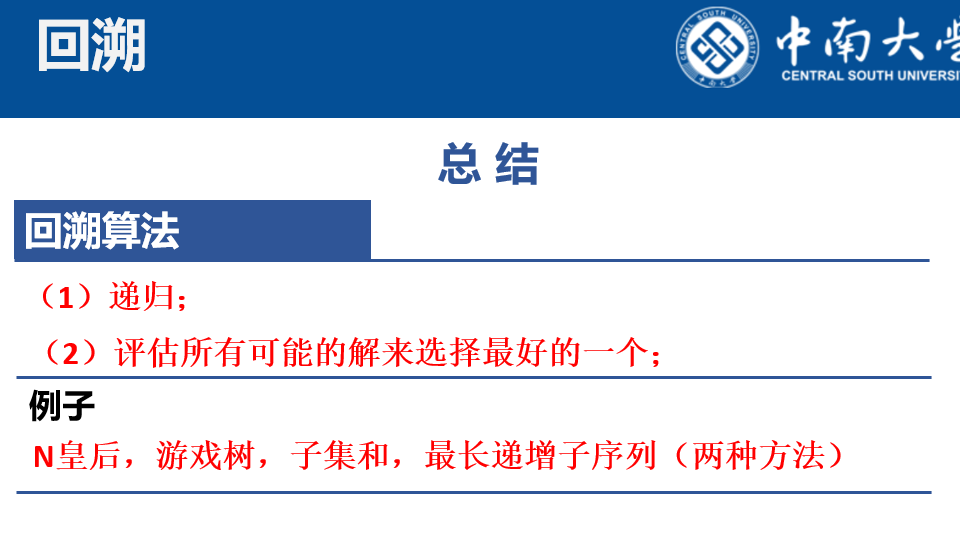 回溯
中南大学
CENTRAL SOUTH UNIVERSI
总 结
回溯算法
（1）递归；
（2）评估所有可能的解来选择最好的一个；
例子
N皇后，游戏树，子集和，最长递增子序列（两种方法）